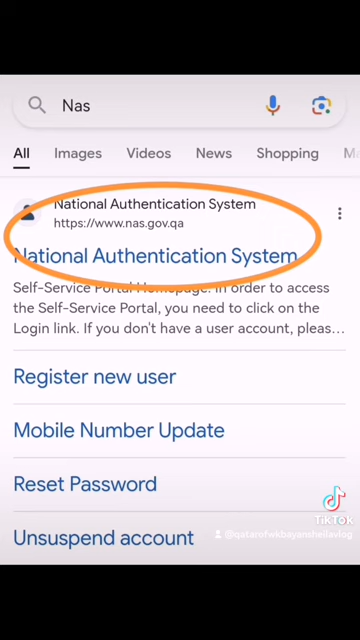 Nas
All Images Videos News Shopping Ma
National Authentication System
https://www.nas.gov.qa
National Authentication System
Self-Service Portal Homepage. In order to access
the Self-Service Portal, you need to click on the
Login link. If you don't have a user account, pleas...
Register new user
Mobile Number Update
Reset Password
Unsuspend account
TikTok
@qatarofwkbayansheilavlog